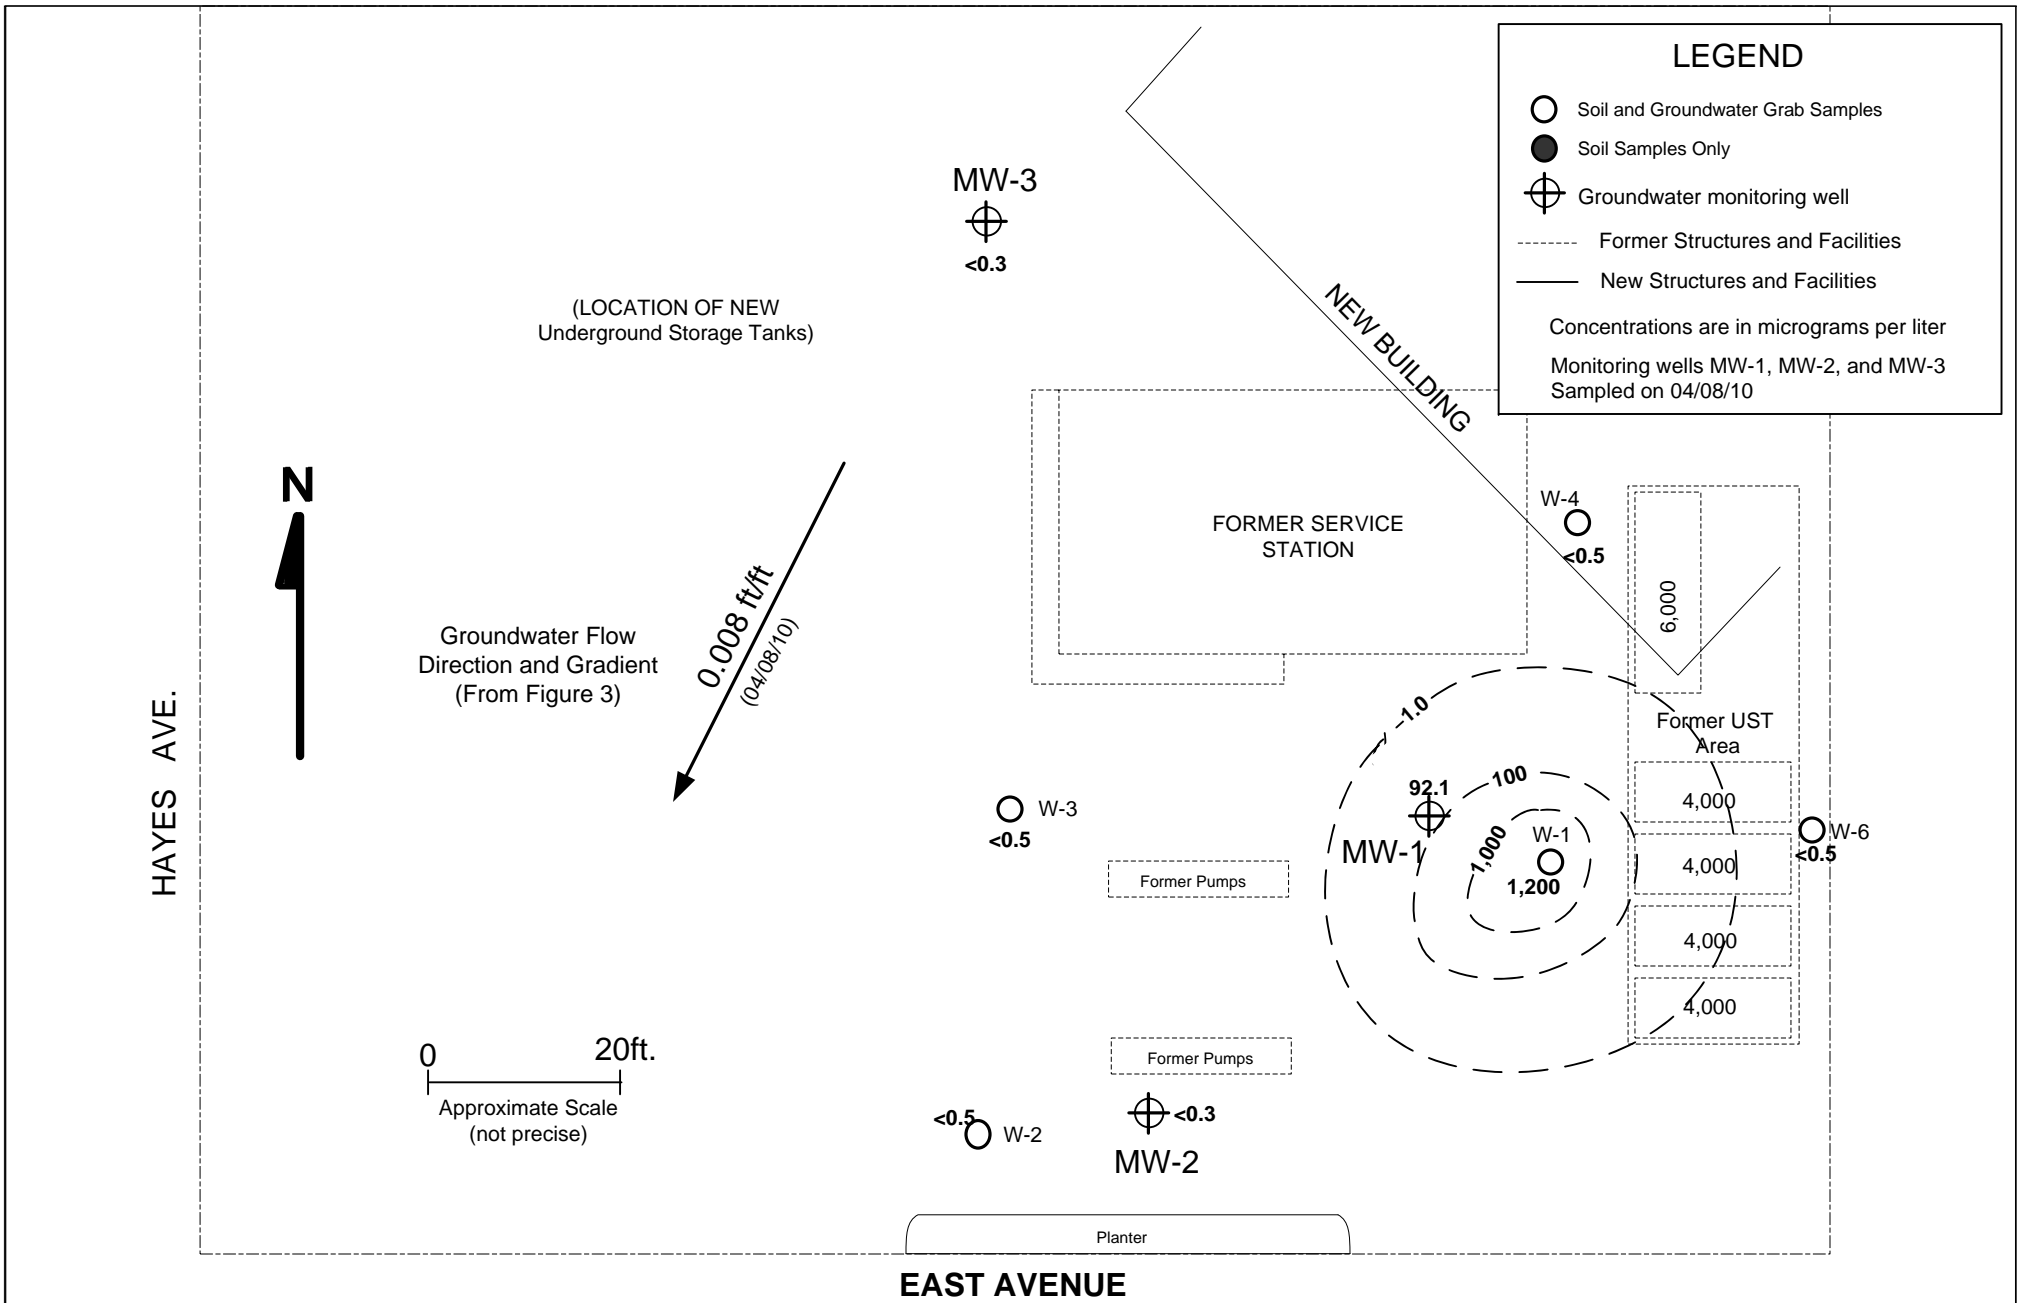 LEGEND
Soil and Groundwater Grab Samples
Soil Samples Only
Groundwater monitoring well
Former Structures and Facilities
New Structures and Facilities
Concentrations are in micrograms per liter
Monitoring wells MW-1, MW-2, and MW-3
Sampled on 04/08/10
MW-3
<0.3
(LOCATION OF NEW
Underground Storage Tanks)
NEW BUILDING
N
FORMER SERVICE
STATION
W-4
<0.5
6,000
0.008 ft/ft
(04/08/10)
Groundwater Flow
Direction and Gradient
(From Figure 3)
HAYES AVE.
1.0
Former UST
Area
100
92.1
MW-1
1,000
W-1
1,200
4,000
4,000
4,000
4,000
W-6
<0.5
W-3
<0.5
Former Pumps
Former Pumps
0
20ft.
Approximate Scale
(not precise)
<0.5
W-2
<0.3
MW-2
Planter
EAST AVENUE